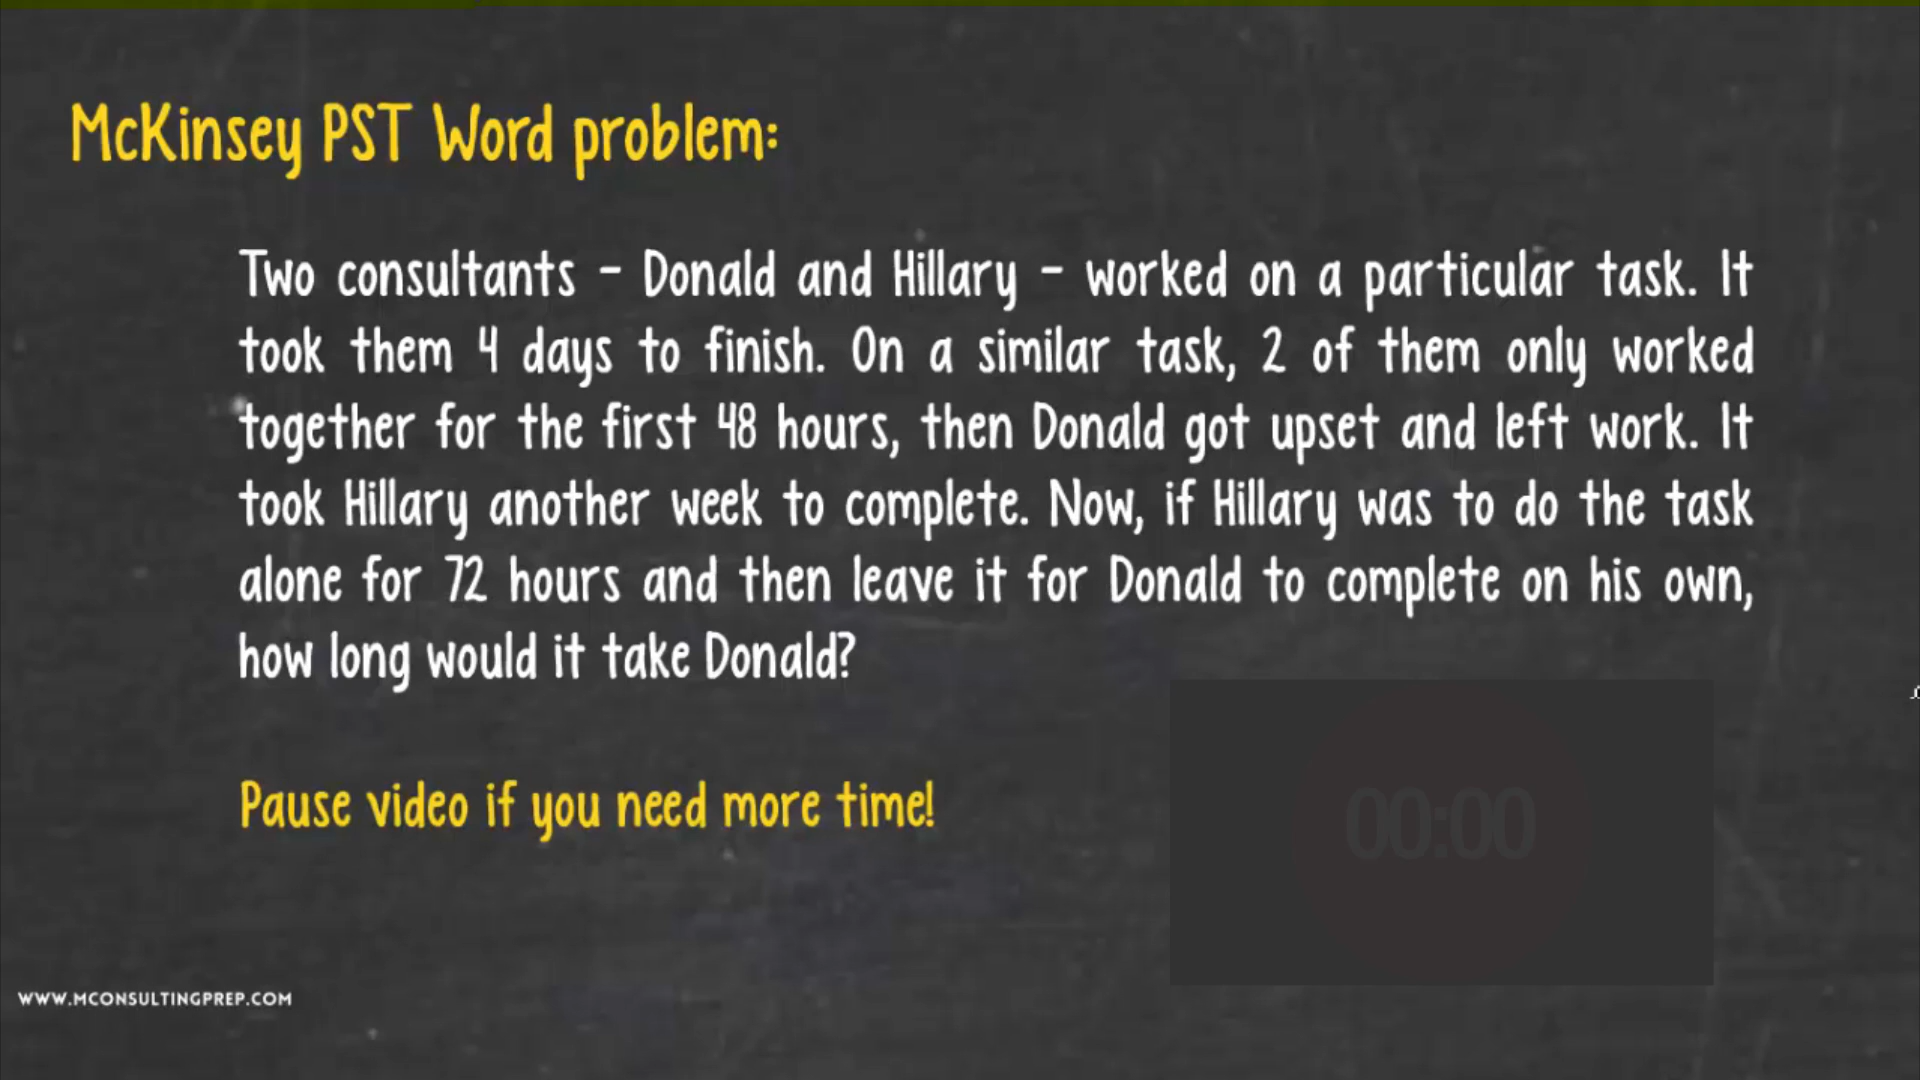 McKinsey PST Word problem:
Two consultants - Donald and Hillary - worked on a particular task. It
took them 4 days to finish. On a similar task, 2 of them only worked
together for the first 48 hours, then Donald got upset and left work. It
took Hillary another week to complete. Now, if Hillary was to do the task
alone for 72 hours and then leave it for Donald to complete on his own,
how long would it take Donald?
Pause video if you need more time!
00:00
WWW.MCONSULTINGPREP.COM